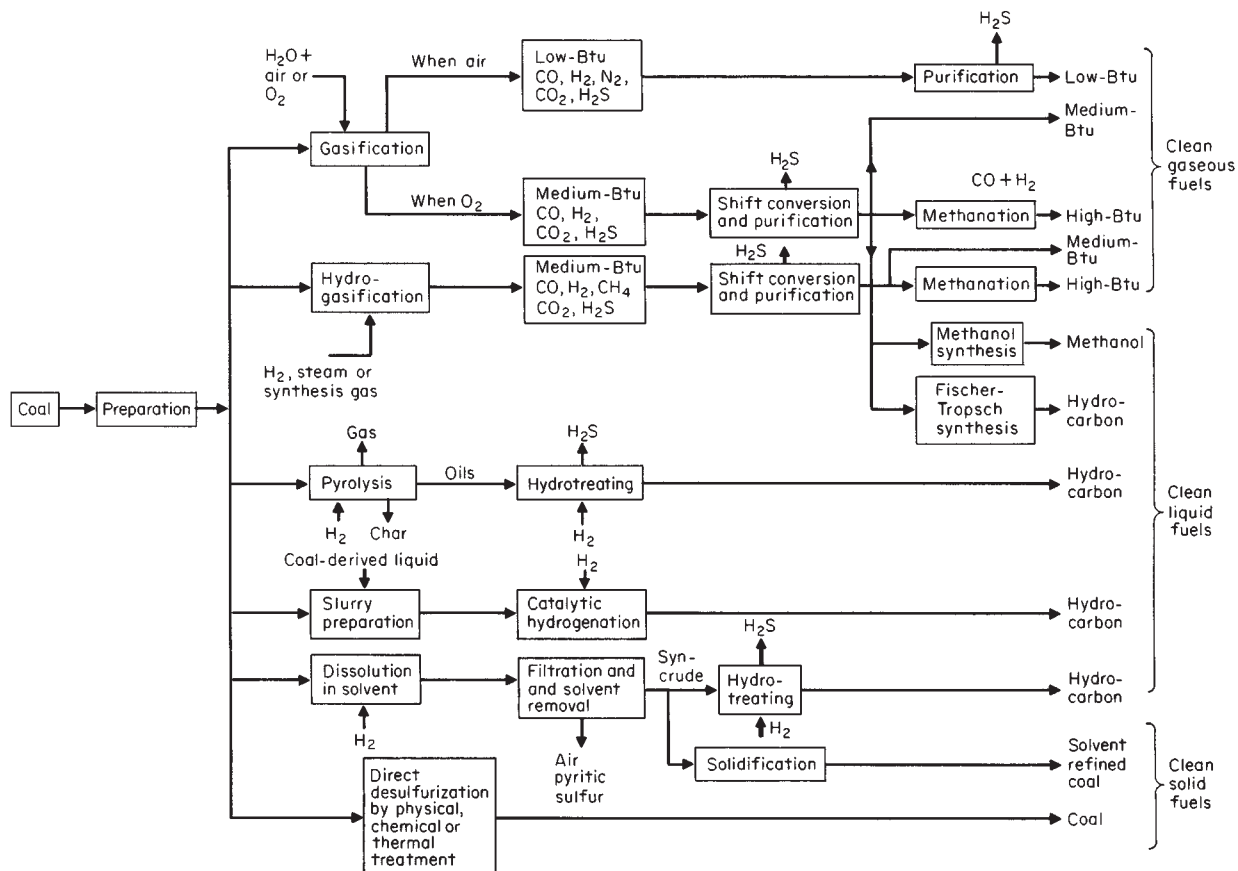 H₂S
H₂O+
air or
O₂
When air
Low-Btu
CO, H₂, N₂,
CO₂, H₂S
Purification
Low-Btu
Medium-
Btu
Gasification
Clean
gaseous
fuels
When O₂
Medium-Btu
CO, H₂,
CO₂, H₂S
H₂S
Shift conversion
and purification
CO+H₂
Methanation
High-Btu
Hydro-
gasification
Medium-Btu
CO, H₂, CH₄
CO₂, H₂S
H₂S
Shift conversion
and purification
Medium-
Btu
Methanation
High-Btu
H₂, steam or
synthesis gas
Methanol
synthesis
Methanol
Coal
Preparation
Fischer-
Tropsch
synthesis
Hydro-
carbon
Gas
Pyrolysis
Oils
H₂S
Hydrotreating
Hydro-
carbon
H₂
Char
H₂
Clean
liquid
fuels
Coal-derived liquid
H₂
Slurry
preparation
Catalytic
hydrogenation
Hydro-
carbon
Dissolution
in solvent
Filtration and
and solvent
removal
Syn-
crude
H₂S
Hydro-
treating
Hydro-
carbon
H₂
H₂
Air
pyritic
sulfur
Solidification
Solvent
refined
coal
Clean
solid
fuels
Direct
desulfurization
by physical,
chemical or
thermal
treatment
Coal